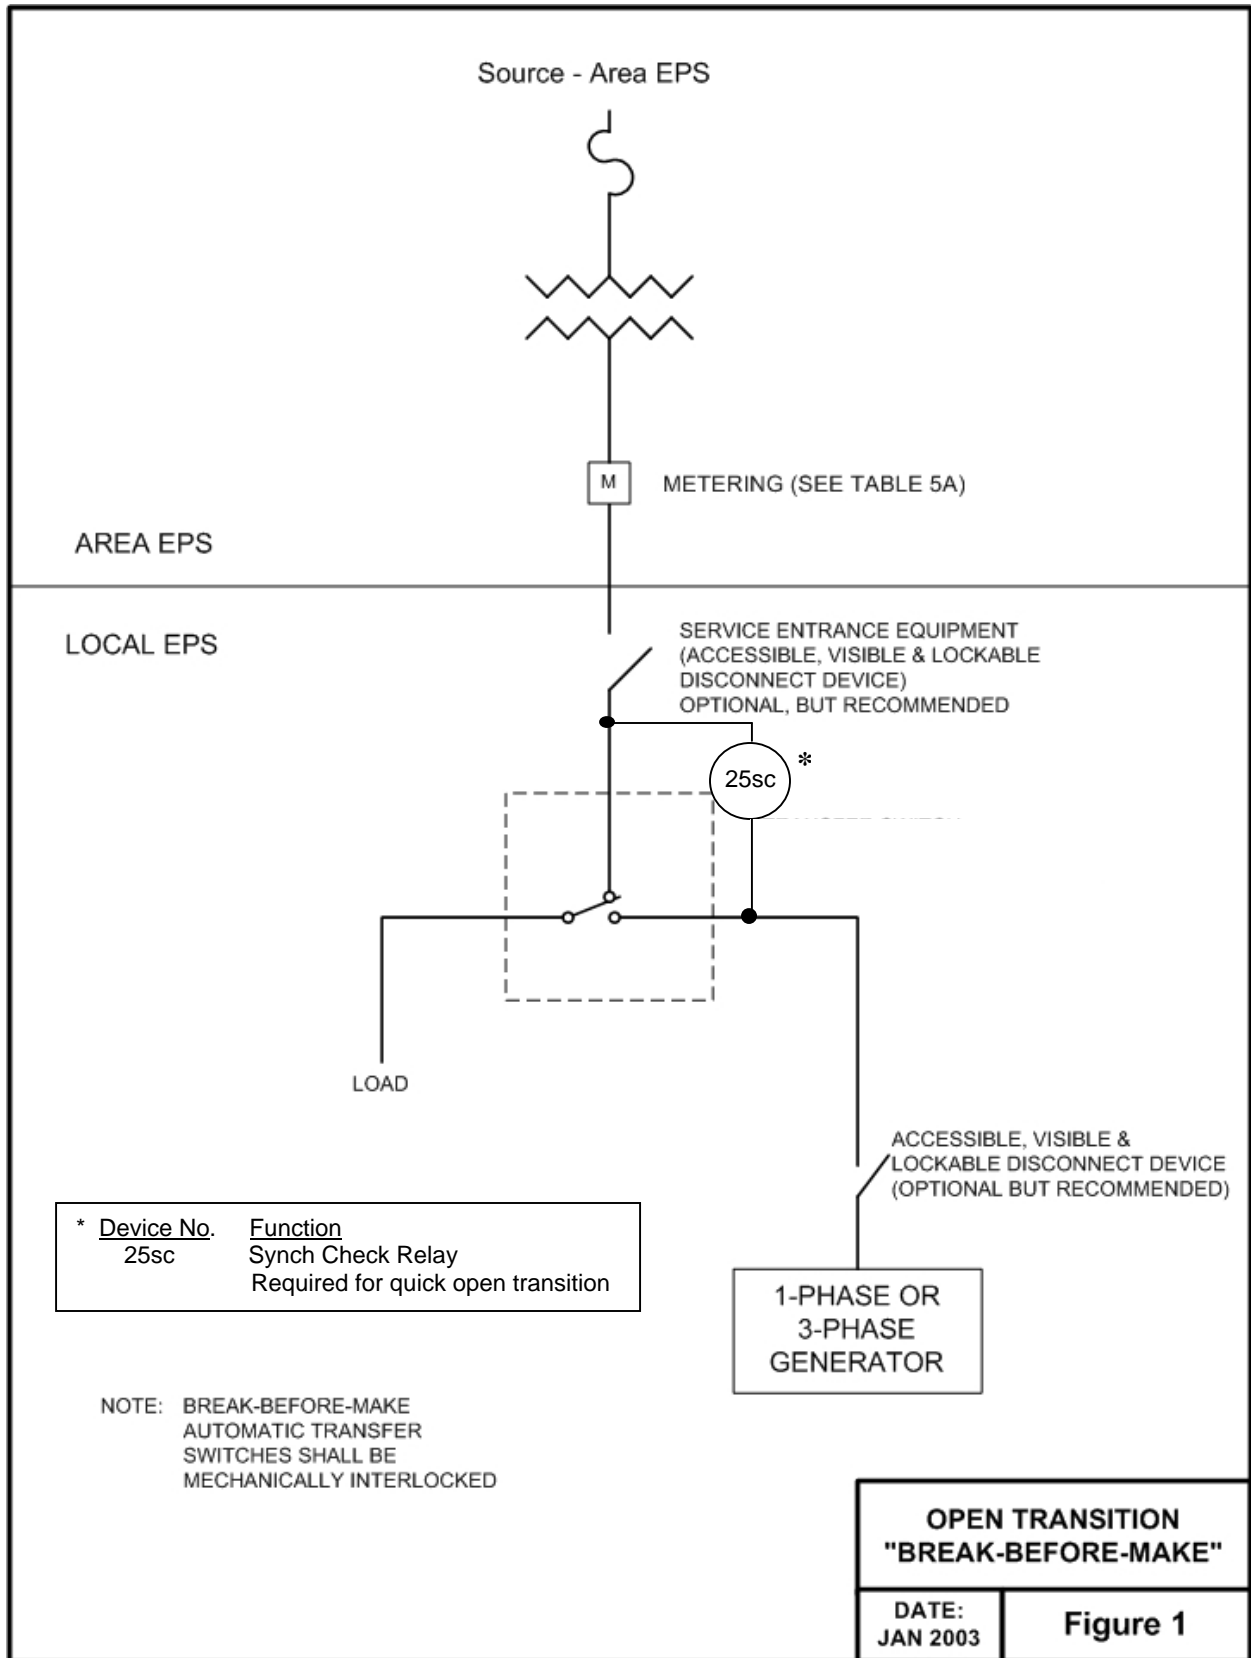 Source - Area EPS
M
METERING (SEE TABLE 5A)
AREA EPS
LOCAL EPS
SERVICE ENTRANCE EQUIPMENT
(ACCESSIBLE, VISIBLE & LOCKABLE
DISCONNECT DEVICE)
OPTIONAL, BUT RECOMMENDED
25sc *
LOAD
ACCESSIBLE, VISIBLE &
LOCKABLE DISCONNECT DEVICE
(OPTIONAL BUT RECOMMENDED)
* Device No. Function
25sc Synch Check Relay
Required for quick open transition
1-PHASE OR
3-PHASE
GENERATOR
NOTE: BREAK-BEFORE-MAKE
AUTOMATIC TRANSFER
SWITCHES SHALL BE
MECHANICALLY INTERLOCKED
OPEN TRANSITION
"BREAK-BEFORE-MAKE"
DATE:
JAN 2003
Figure 1